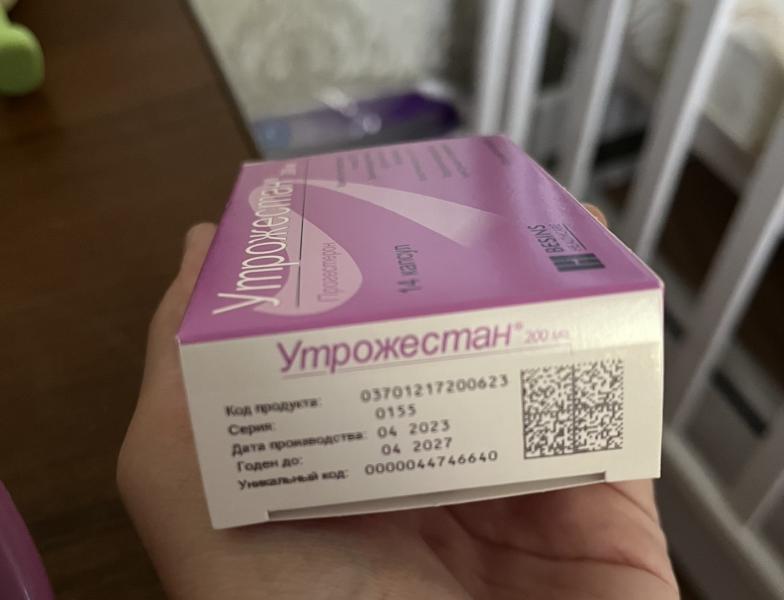 Утрожестан
Прогестерон
14 капсул
BESINS
HEALTHCARE
Утрожестан® 200 мг
Код продукта: 03701217200623
Серия: 0155
Дата производства: 04 2023
Годен до: 04 2027
Уникальный код: 0000044746640